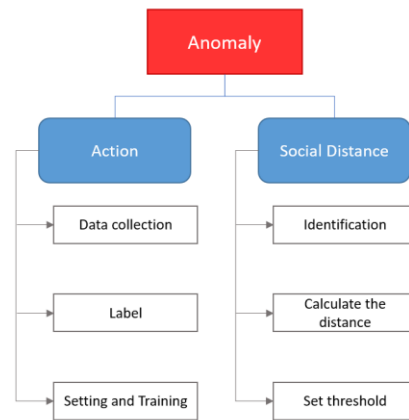 Anomaly
Action
Social Distance
Data collection
Identification
Label
Calculate the
distance
Setting and Training
Set threshold